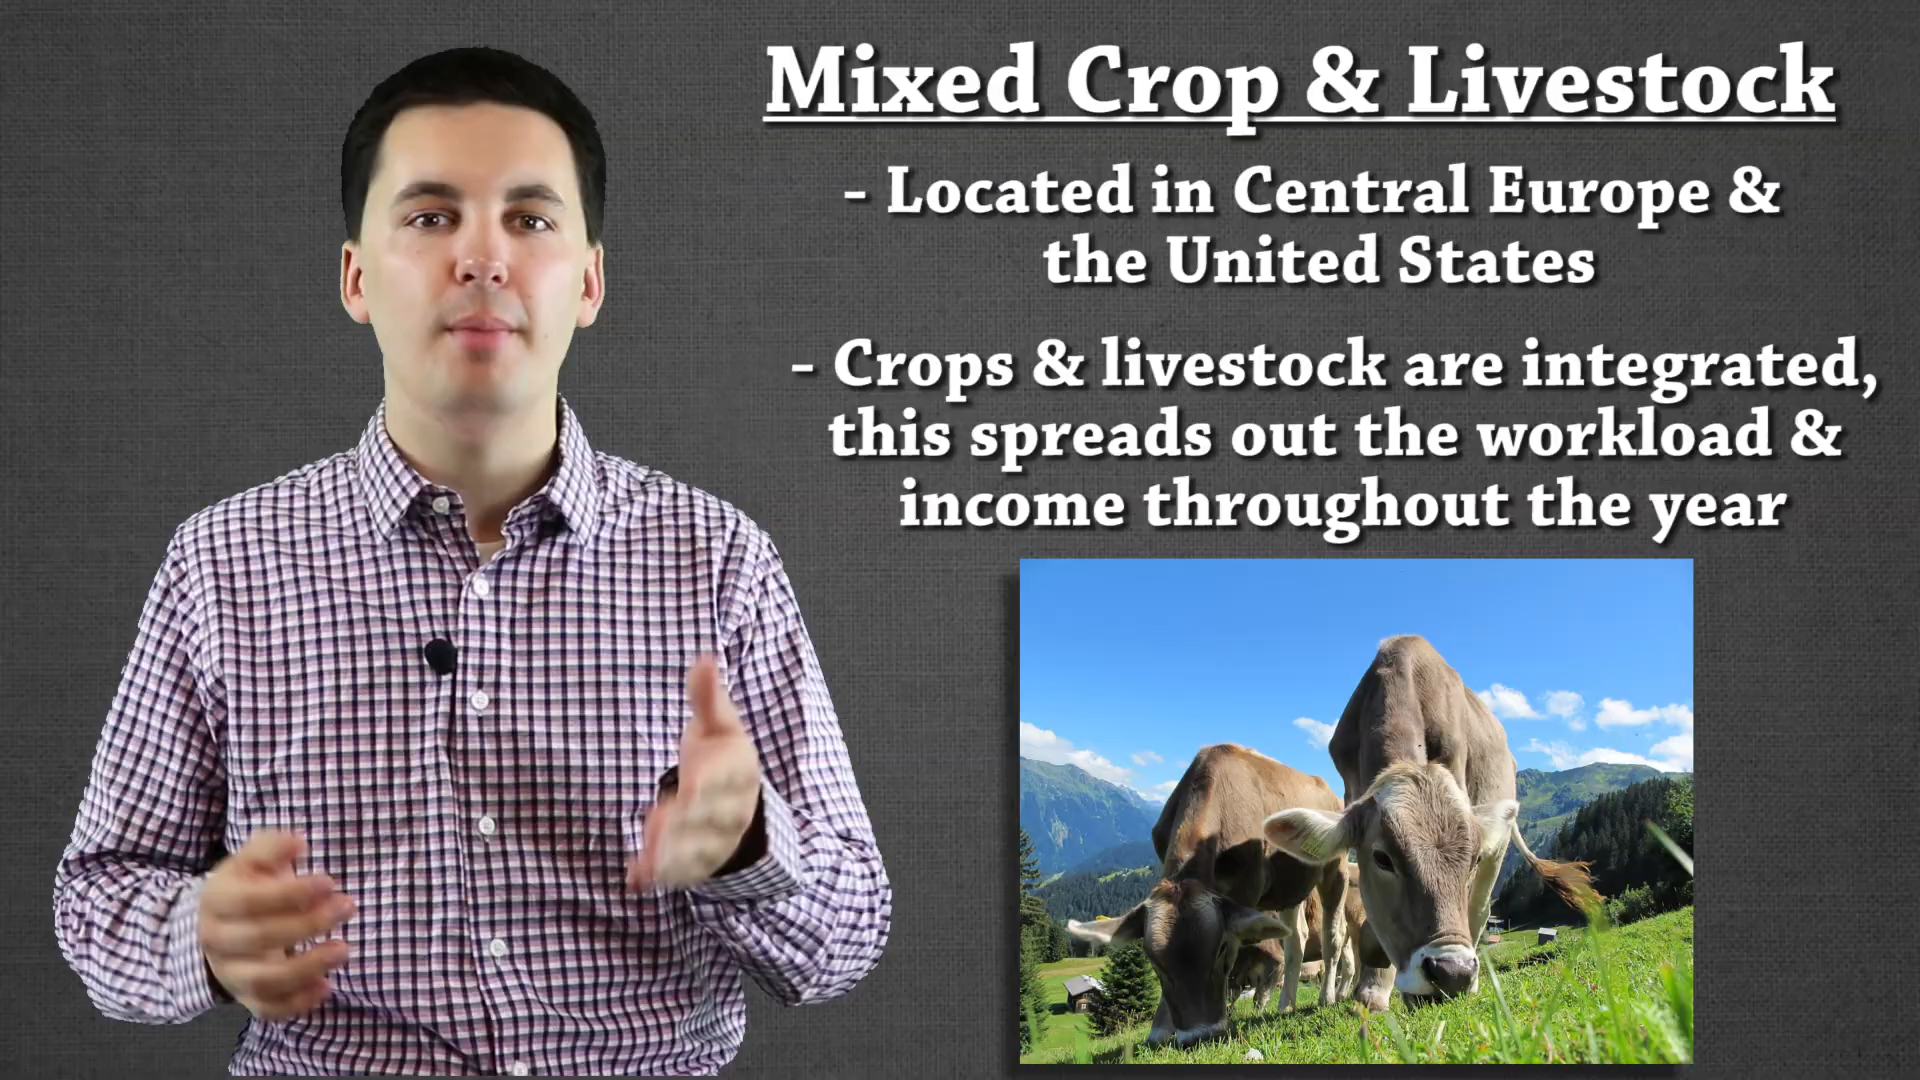 Mixed Crop & Livestock
- Located in Central Europe &
the United States
- Crops & livestock are integrated,
this spreads out the workload &
income throughout the year